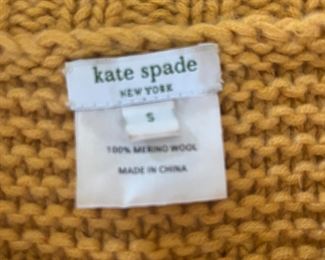 kate spade
NEW YORK
S
100% MERINO WOOL
MADE IN CHINA